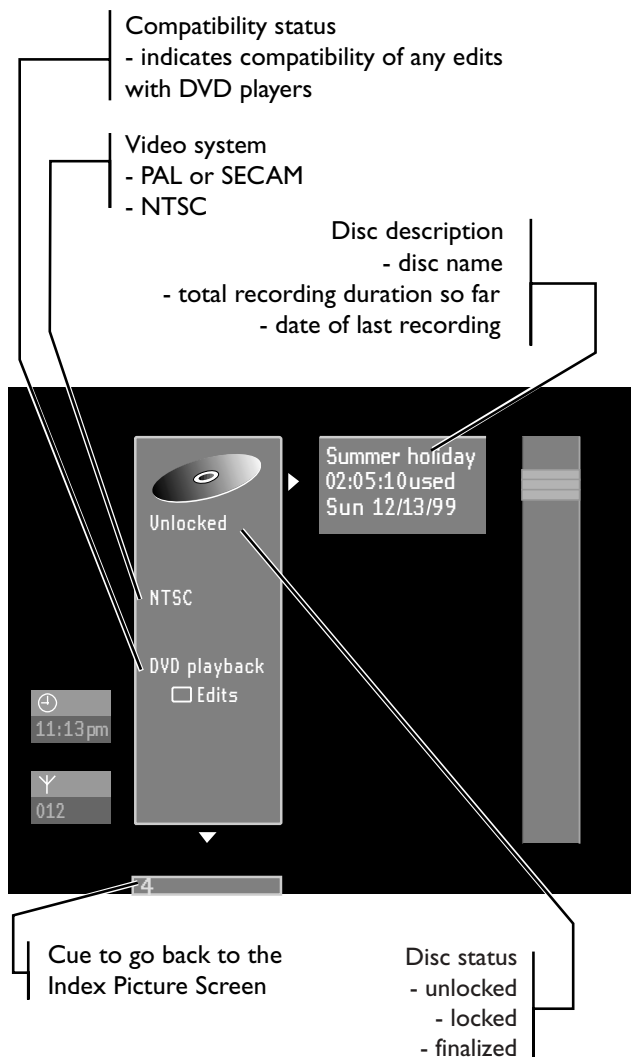 Compatibility status
- indicates compatibility of any edits
with DVD players
Video system
- PAL or SECAM
- NTSC
Disc description
- disc name
- total recording duration so far
- date of last recording
Summer holiday
02:05:10used
Sun 12/13/99
Unlocked
NTSC
DVD playback
Edits
11:13pm
012
4
Cue to go back to the
Index Picture Screen
Disc status
- unlocked
- locked
- finalized